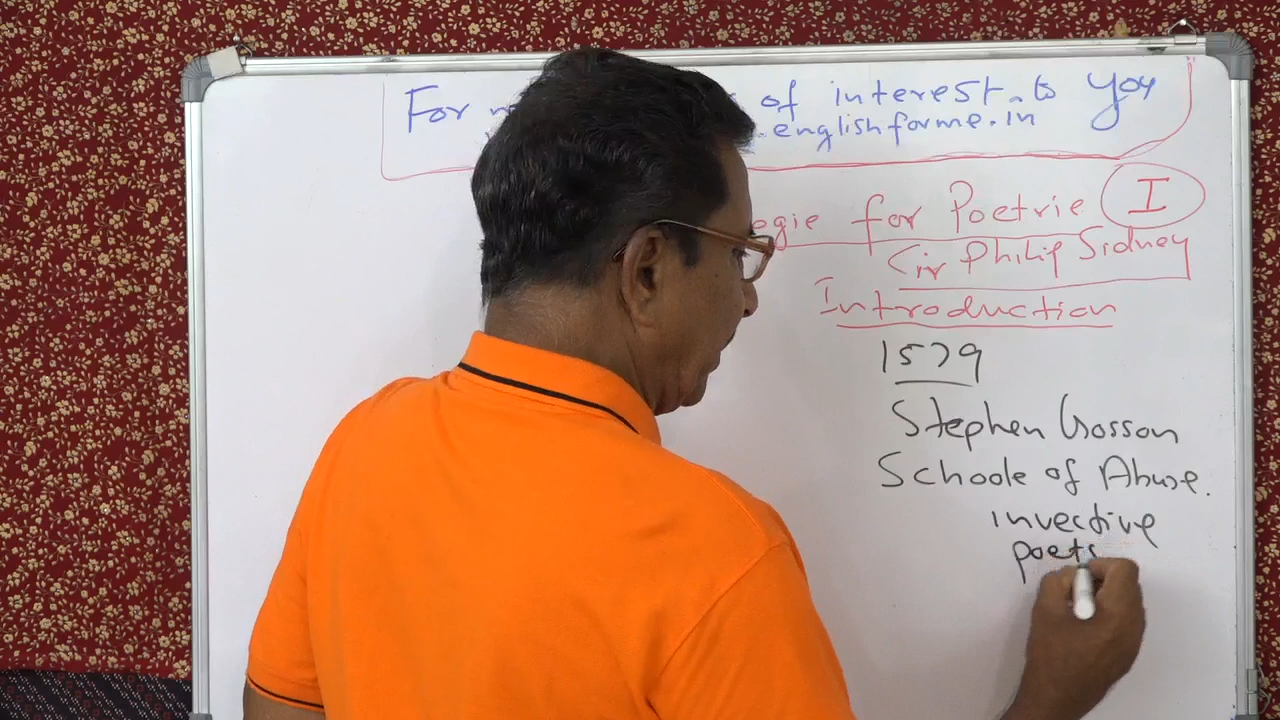 For of interest to you
.englishforme.in
ogie for Poetrie I
Sir Philip Sidney
Introduction
1579
Stephen Gosson
Schoole of Abuse.
invective
poets